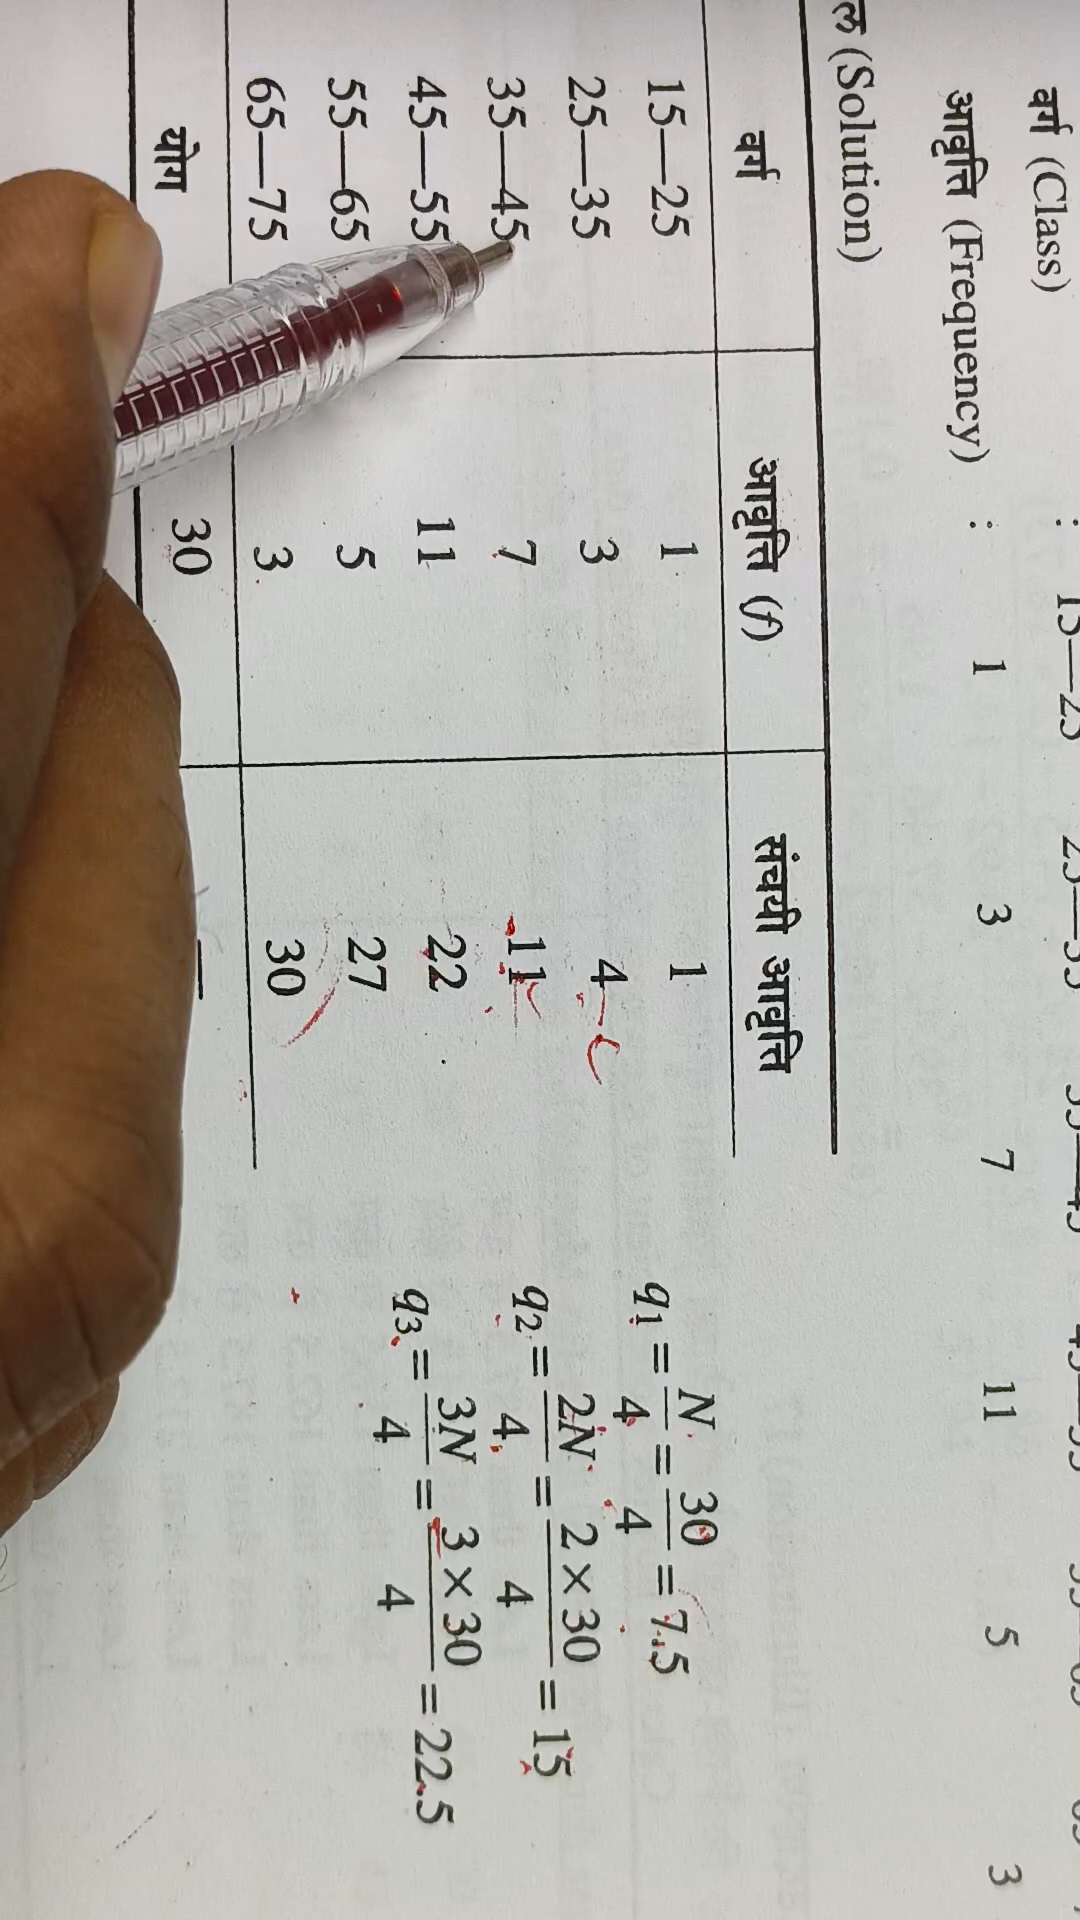 वर्ग (Class) : 15—25 25—35 35—45 45—55
आवृत्ति (Frequency) : 1 3 7 11 5 3
(Solution)
वर्ग आवृत्ति (f) संचयी आवृत्ति
15—25 1 1
25—35 3 4
35—45 7 11
45—55 11 22
55—65 5 27
65—75 3 30
योग 30 —
q1 = N/4 = 30/4 = 7.5
q2 = 2N/4 = 2 × 30/4 = 15
q3 = 3N/4 = 3 × 30/4 = 22.5